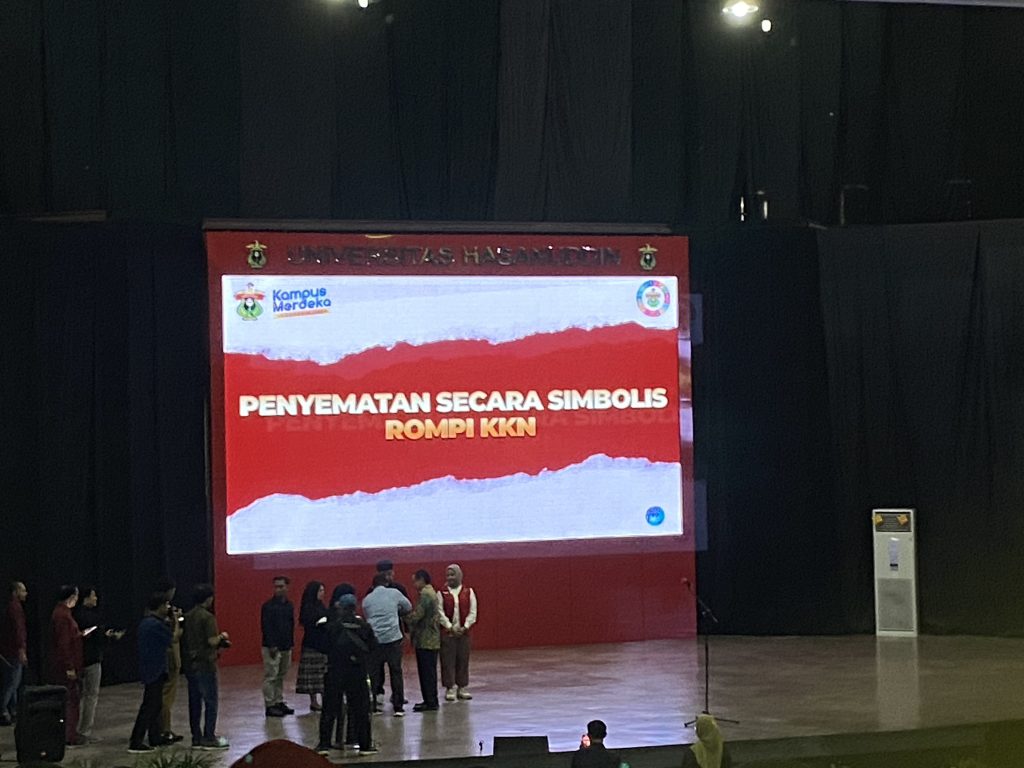 UNIVERSITAS HASANUDDIN
Kampus
Merdeka
PENYEMATAN SECARA SIMBOLIS
ROMPI KKN